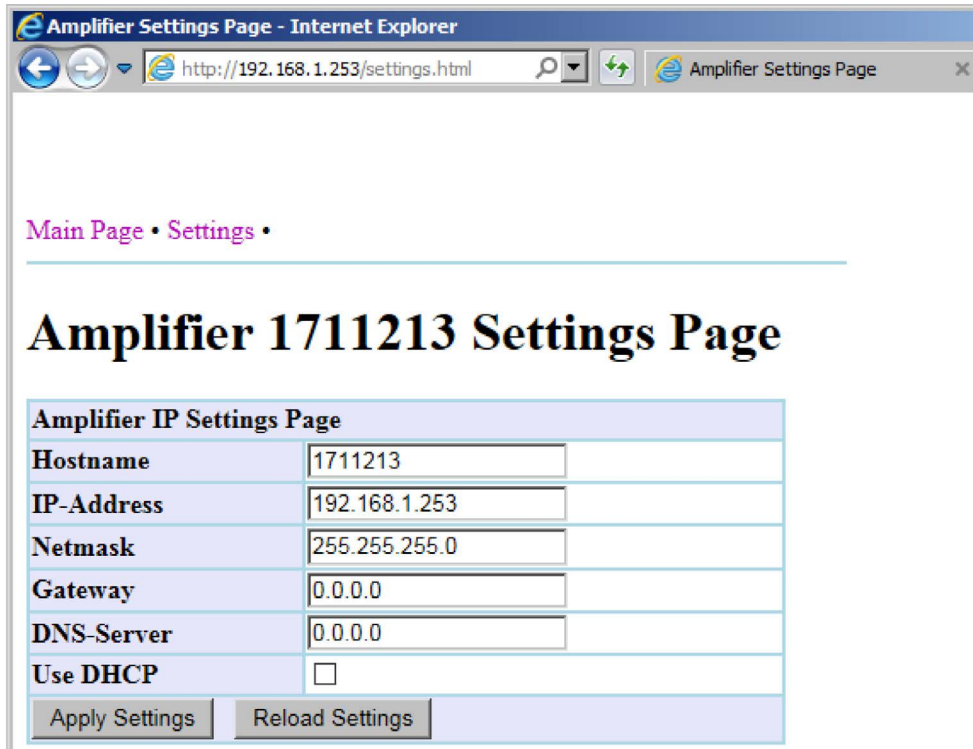 Amplifier Settings Page - Internet Explorer
http://192.168.1.253/settings.html Amplifier Settings Page
Main Page • Settings •
Amplifier 1711213 Settings Page
Amplifier IP Settings Page
Hostname 1711213
IP-Address 192.168.1.253
Netmask 255.255.255.0
Gateway 0.0.0.0
DNS-Server 0.0.0.0
Use DHCP
Apply Settings Reload Settings